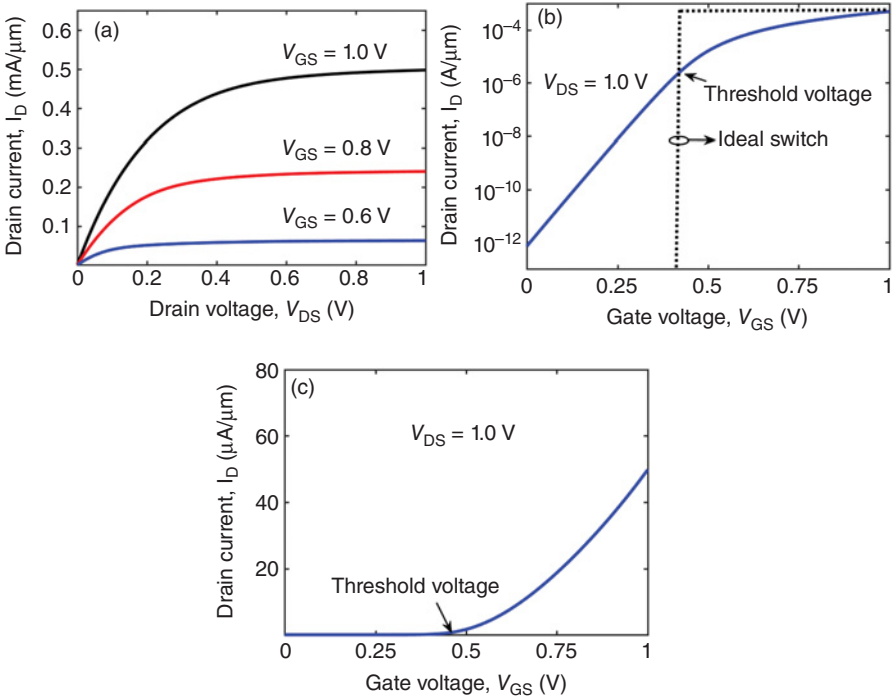 (a)
Drain current, I_D (mA/μm)
0.6
0.5
0.4
0.3
0.2
0.1
V_GS = 1.0 V
V_GS = 0.8 V
V_GS = 0.6 V
0 0.2 0.4 0.6 0.8 1
Drain voltage, V_DS (V)
(b)
Drain current, I_D (A/μm)
10^−4
10^−6
10^−8
10^−10
10^−12
V_DS = 1.0 V
Threshold voltage
Ideal switch
0 0.25 0.5 0.75 1
Gate voltage, V_GS (V)
(c)
Drain current, I_D (μA/μm)
80
60
40
20
V_DS = 1.0 V
Threshold voltage
0 0.25 0.5 0.75 1
Gate voltage, V_GS (V)